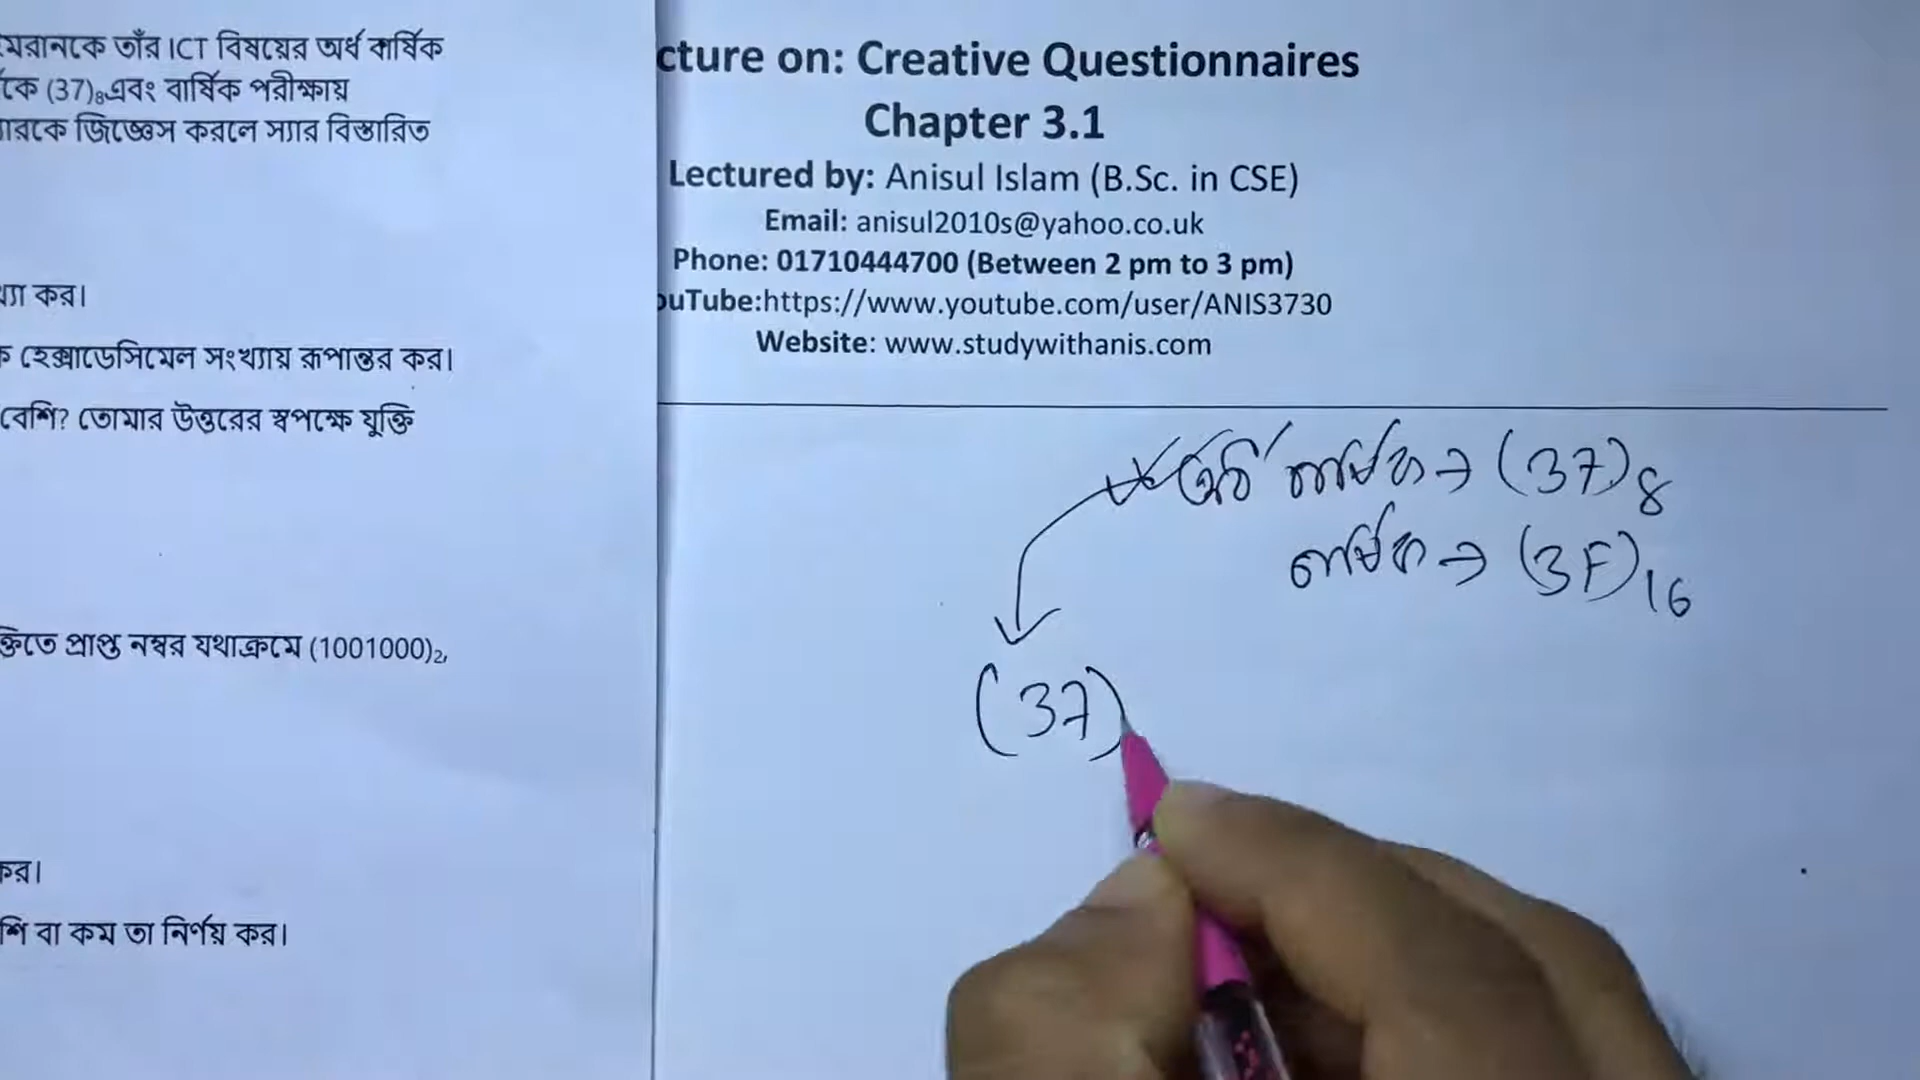 মরানকে তাঁর ICT বিষয়ের অর্ধ বার্ষিক
কে (37)₈এবং বার্ষিক পরীক্ষায়
ারকে জিজ্ঞেস করলে স্যার বিস্তারিত
খ্যা কর।
ক হেক্সাডেসিমেল সংখ্যায় রূপান্তর কর।
বেশি? তোমার উত্তরের স্বপক্ষে যুক্তি
ক্তিতে প্রাপ্ত নম্বর যথাক্রমে (1001000)₂,
কর।
শি বা কম তা নির্ণয় কর।
cture on: Creative Questionnaires
Chapter 3.1
Lectured by: Anisul Islam (B.Sc. in CSE)
Email: anisul2010s@yahoo.co.uk
Phone: 01710444700 (Between 2 pm to 3 pm)
ouTube:https://www.youtube.com/user/ANIS3730
Website: www.studywithanis.com
বার্ষিক → (37)₈
বার্ষিক → (3F)₁₆
(37)